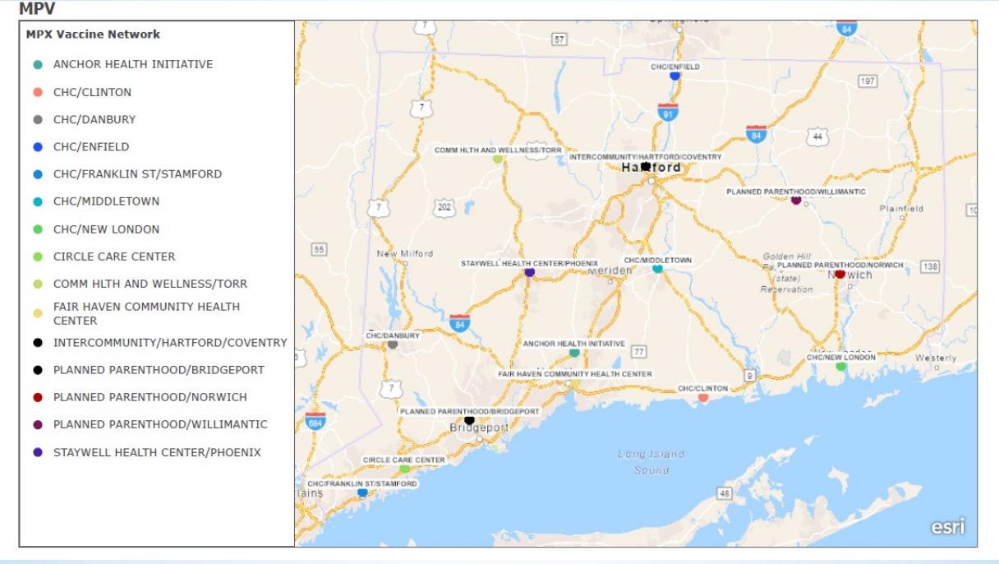 MPV
MPX Vaccine Network
ANCHOR HEALTH INITIATIVE
CHC/CLINTON
CHC/DANBURY
CHC/ENFIELD
CHC/FRANKLIN ST/STAMFORD
CHC/MIDDLETOWN
CHC/NEW LONDON
CIRCLE CARE CENTER
COMM HLTH AND WELLNESS/TORR
FAIR HAVEN COMMUNITY HEALTH
CENTER
INTERCOMMUNITY/HARTFORD/COVENTRY
PLANNED PARENTHOOD/BRIDGEPORT
PLANNED PARENTHOOD/NORWICH
PLANNED PARENTHOOD/WILLIMANTIC
STAYWELL HEALTH CENTER/PHOENIX
7
57
84
CHC/ENFIELD
197
7
91
84
44
COMM HLTH AND WELLNESS/TORR
INTERCOMMUNITY/HARTFORD/COVENTRY
Hartford
PLANNED PARENTHOOD/WILLIMANTIC
7
202
Plainfield
55
New Milford
STAYWELL HEALTH CENTER/PHOENIX
Meriden
CHC/MIDDLETOWN
Golden Hill
(state)
Reservation
PLANNED PARENTHOOD/NORWICH
Norwich
138
84
CHC/DANBURY
ANCHOR HEALTH INITIATIVE
77
CHC/NEW LONDON
Westerly
FAIR HAVEN COMMUNITY HEALTH CENTER
9
7
CHC/CLINTON
684
PLANNED PARENTHOOD/BRIDGEPORT
Bridgeport
Long Island
Sound
CIRCLE CARE CENTER
CHC/FRANKLIN ST/STAMFORD
lains
48
esri